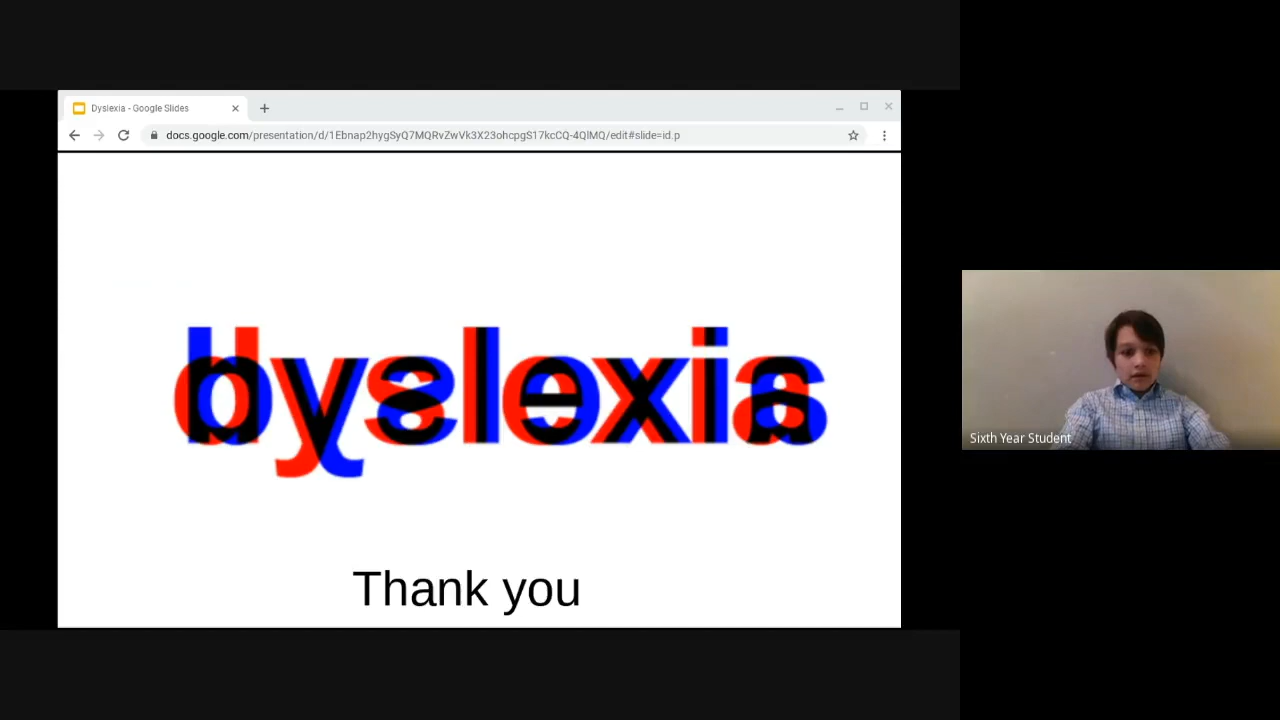 Dyslexia - Google Slides
docs.google.com/presentation/d/1Ebnap2hygSyQ7MQRvZwVk3X23ohcpgS17kcCQ-4QlMQ/edit#slide=id.p
dyslexia
Thank you
Sixth Year Student